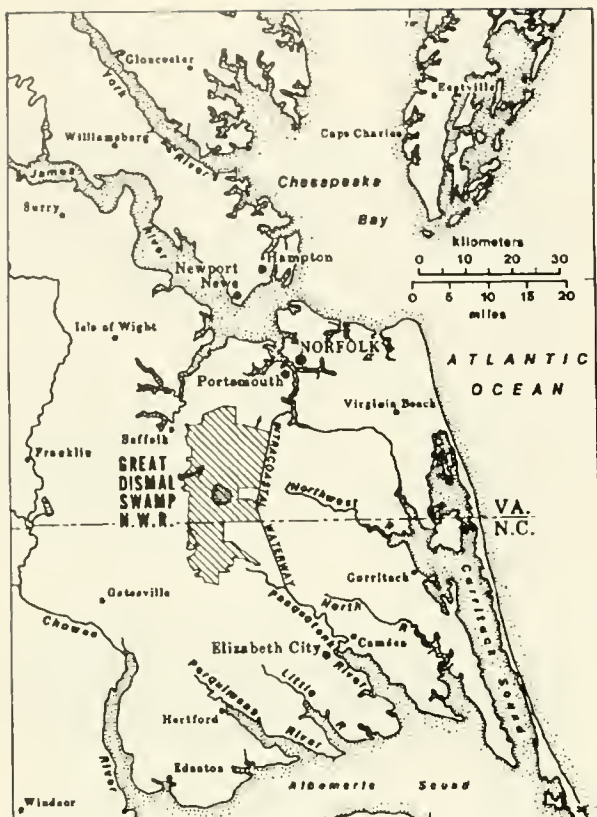 Gloucester
York
River
Williamsburg
Eastville
Cape Charles
James
River
Surry
Chesapeake
Bay
kilometers
0 5 10 20 30
0 5 10 15 20
miles
Hampton
Newport
News
Isle of Wight
NORFOLK
Portsmouth
ATLANTIC
OCEAN
Virginia Beach
Suffolk
Franklin
GREAT
DISMAL
SWAMP
N.W.R.
INTRACOASTAL
WATERWAY
Northwest
R
VA.
N.C.
Currituck
Currituck Sound
Gatesville
Chowan
River
North
R
Pasquotank
River
Camden
Elizabeth City
Little
R
Perquimans
River
Hertford
Edenton
Albemarle Sound
Windsor